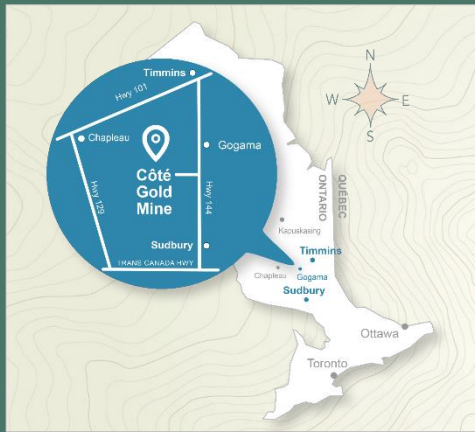 Timmins
Hwy 101
Chapleau
Gogama
Côté
Gold
Mine
Hwy 129
Hwy 144
Sudbury
TRANS CANADA HWY
N
W
E
S
ONTARIO
QUÉBEC
Kapuskasing
Timmins
Chapleau
Gogama
Sudbury
Ottawa
Toronto